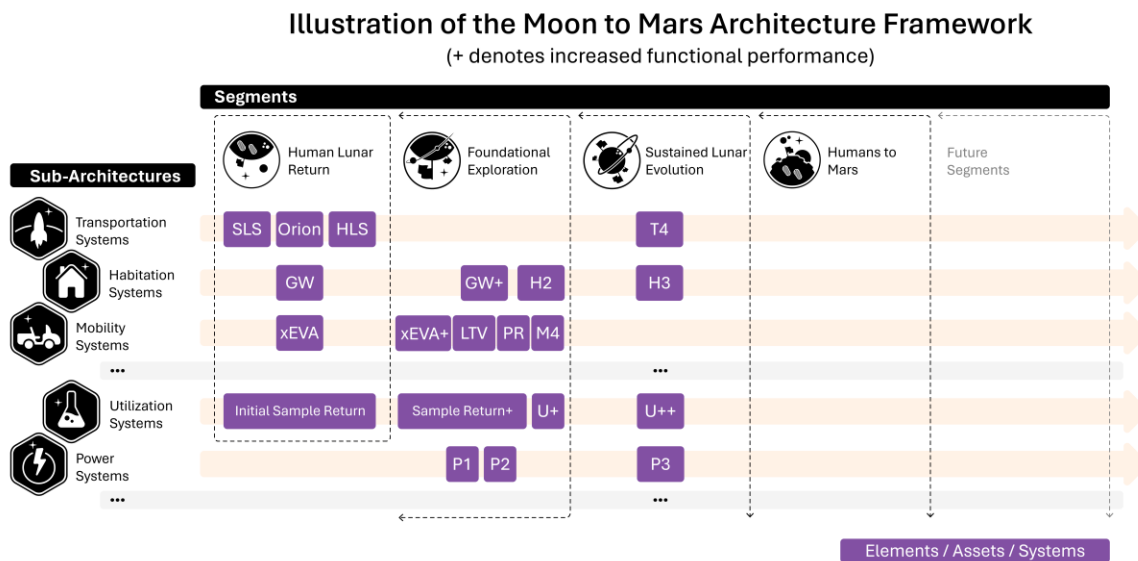 Illustration of the Moon to Mars Architecture Framework
(+ denotes increased functional performance)
Segments
Human Lunar
Return
Foundational
Exploration
Sustained Lunar
Evolution
Humans to
Mars
Future
Segments
Sub-Architectures
Transportation
Systems
SLS
Orion
HLS
T4
Habitation
Systems
GW
GW+
H2
H3
Mobility
Systems
xEVA
xEVA+
LTV
PR
M4
...
...
Utilization
Systems
Initial Sample Return
Sample Return+
U+
U++
Power
Systems
P1
P2
P3
...
...
Elements / Assets / Systems